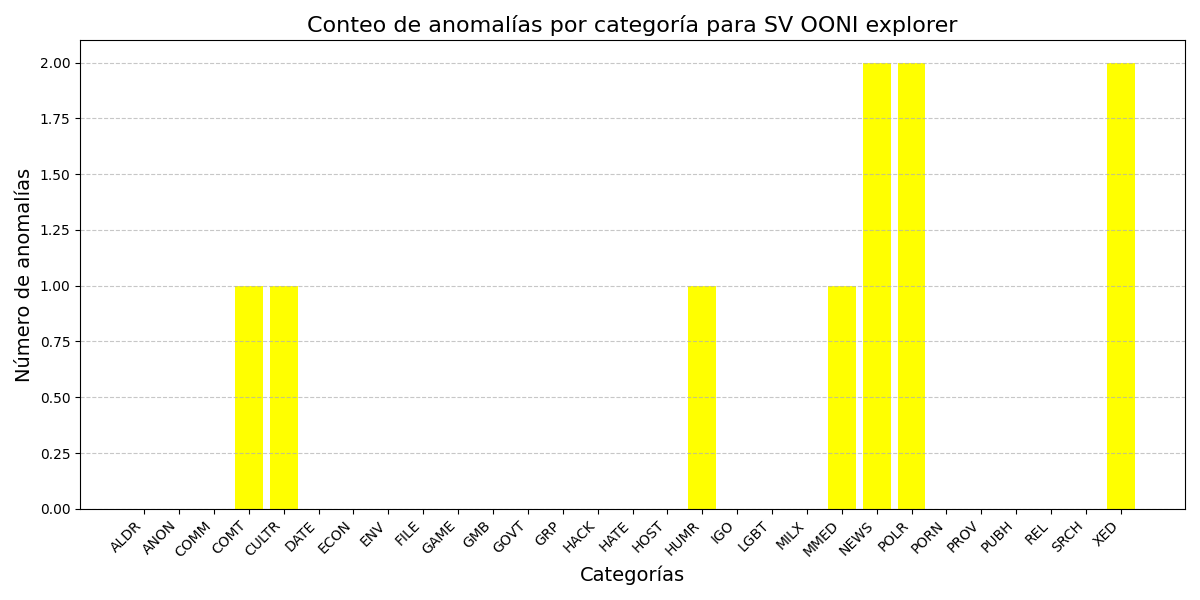 Conteo de anomalías por categoría para SV OONI explorer
Número de anomalías
2.00
1.75
1.50
1.25
1.00
0.75
0.50
0.25
0.00
ALDR
ANON
COMM
COMT
CULTR
DATE
ECON
ENV
FILE
GAME
GMB
GOVT
GRP
HACK
HATE
HOST
HUMR
IGO
LGBT
MILX
MMED
NEWS
POLR
PORN
PROV
PUBH
REL
SRCH
XED
Categorías